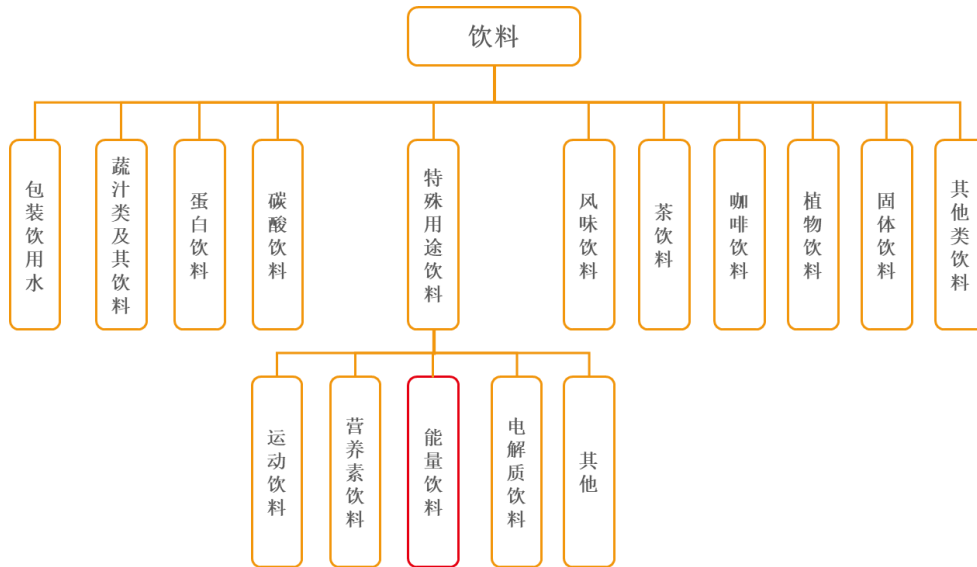 饮料
包装饮用水
蔬汁类及其饮料
蛋白饮料
碳酸饮料
特殊用途饮料
风味饮料
茶饮料
咖啡饮料
植物饮料
固体饮料
其他类饮料
运动饮料
营养素饮料
能量饮料
电解质饮料
其他